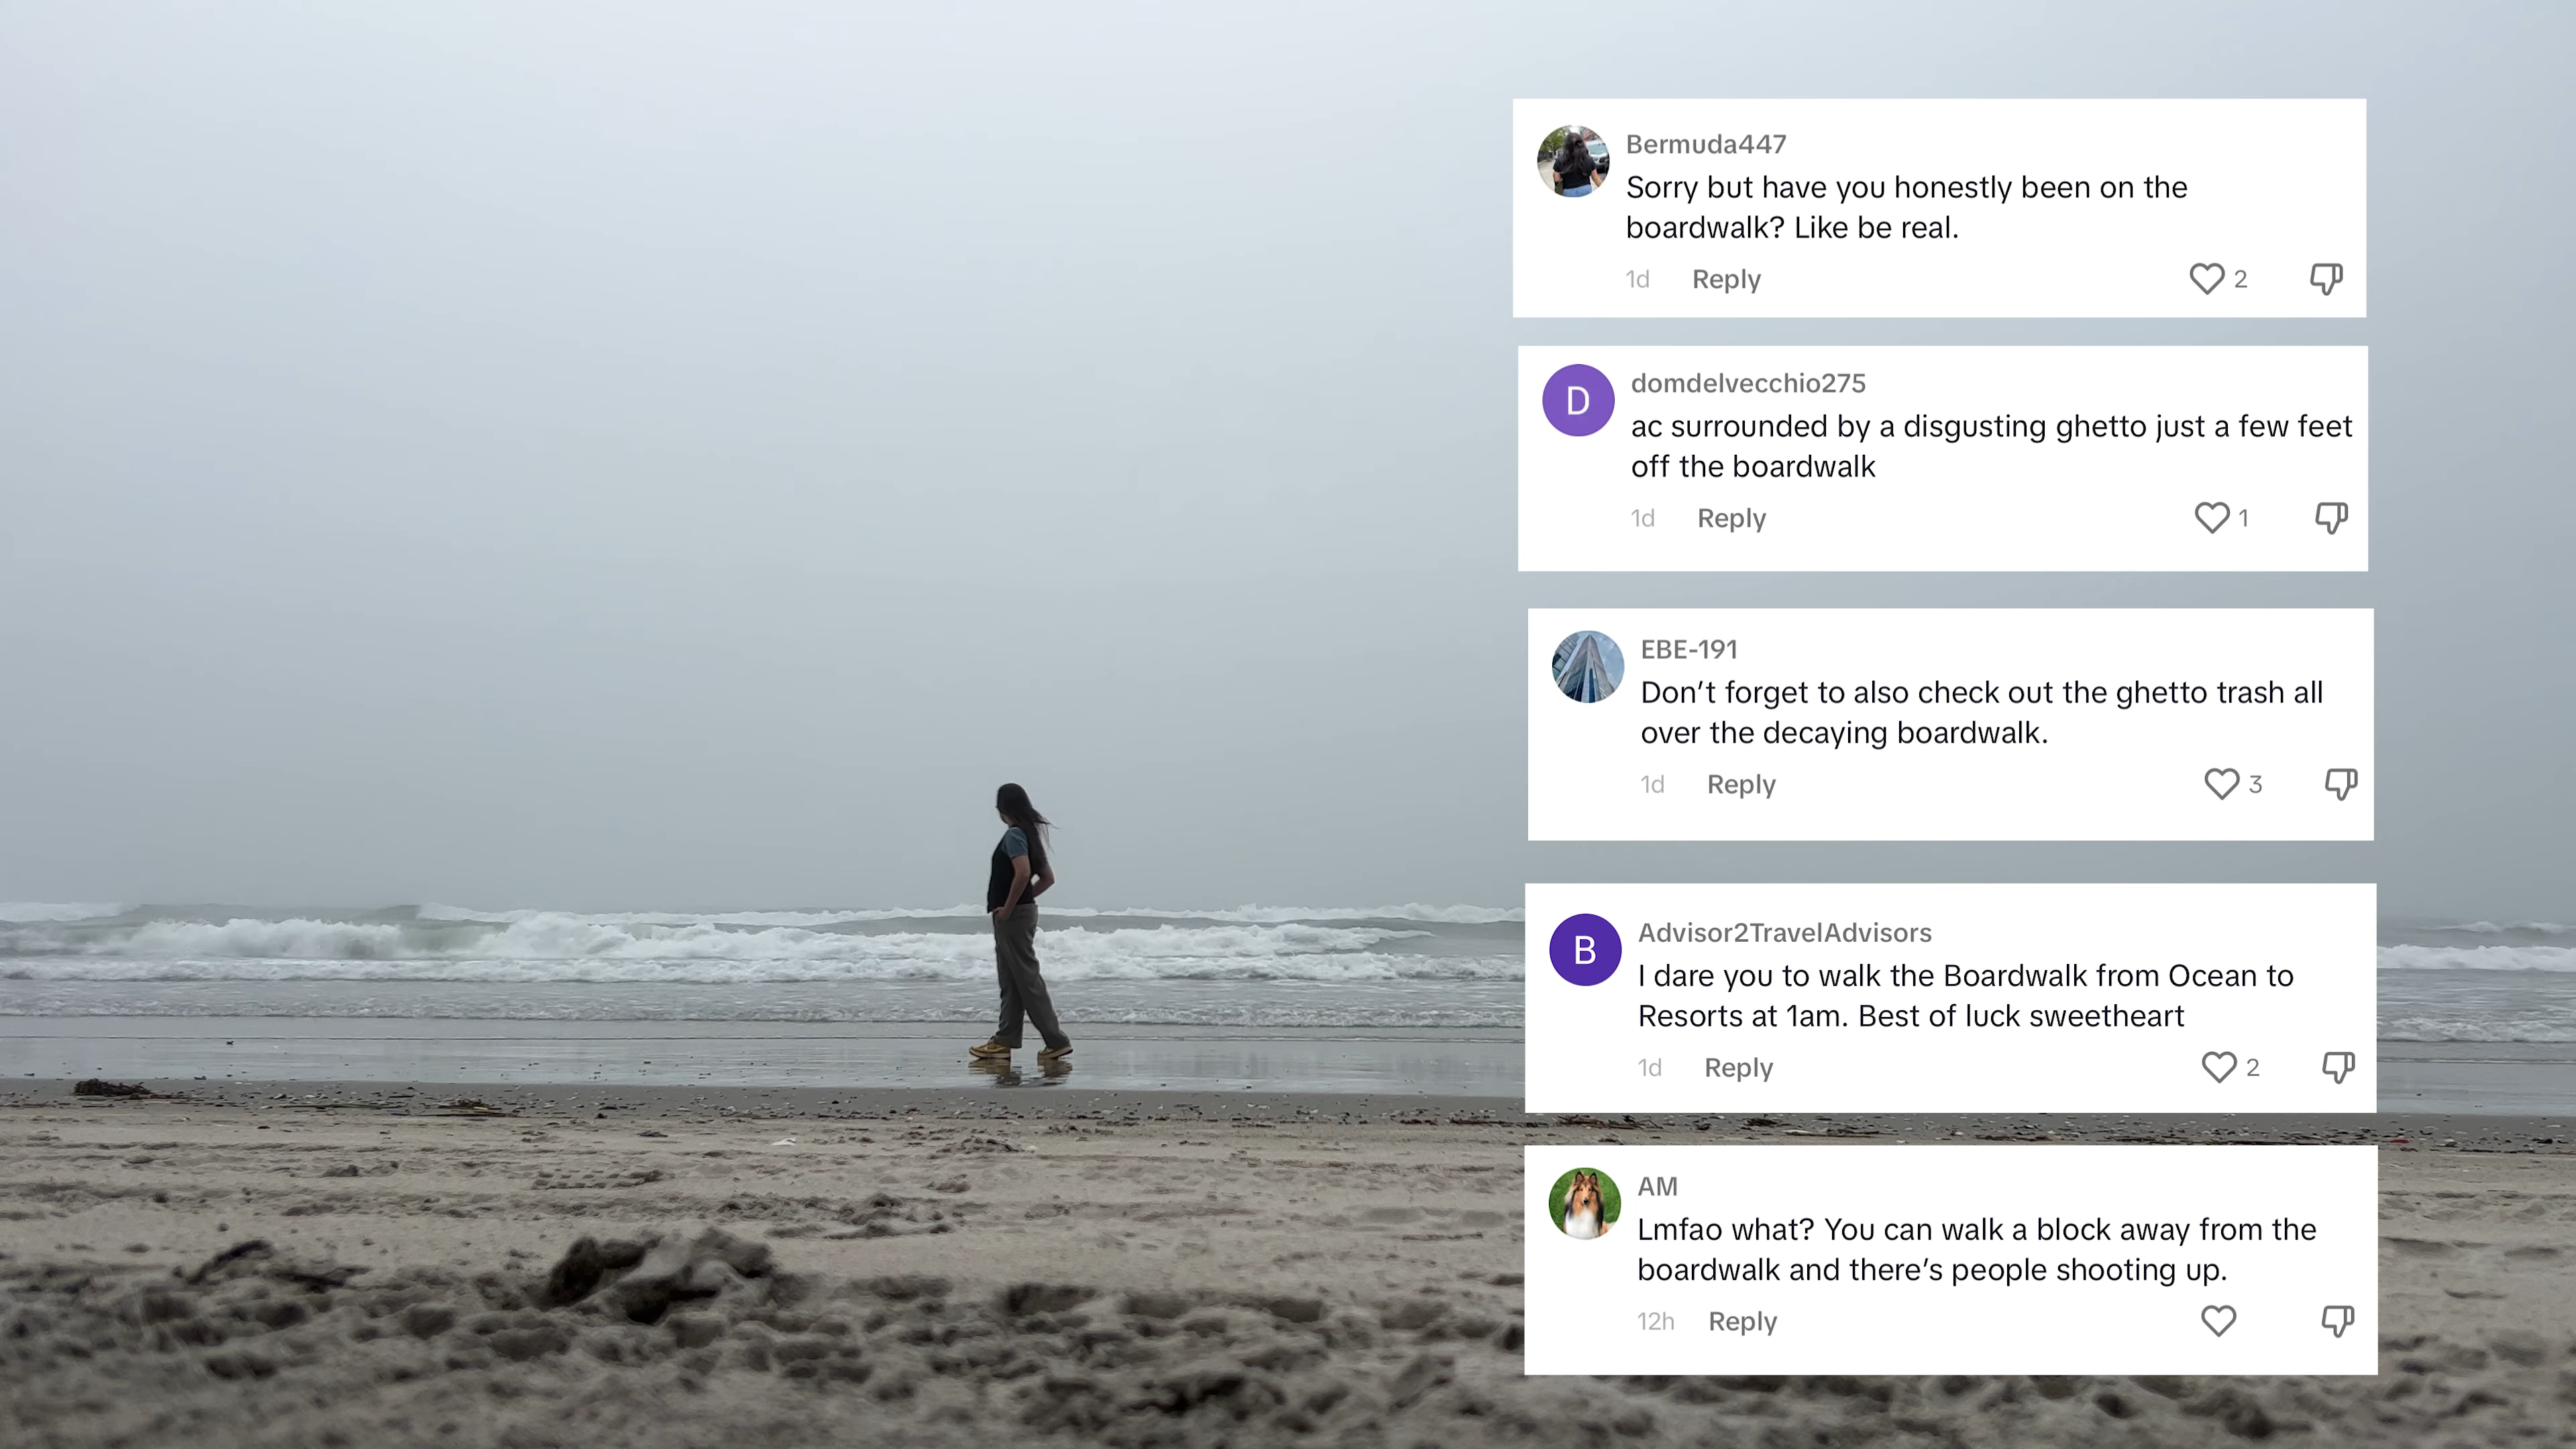 Bermuda447
Sorry but have you honestly been on the
boardwalk? Like be real.
1d Reply 2
D
domdelvecchio275
ac surrounded by a disgusting ghetto just a few feet
off the boardwalk
1d Reply 1
EBE-191
Don’t forget to also check out the ghetto trash all
over the decaying boardwalk.
1d Reply 3
B
Advisor2TravelAdvisors
I dare you to walk the Boardwalk from Ocean to
Resorts at 1am. Best of luck sweetheart
1d Reply 2
AM
Lmfao what? You can walk a block away from the
boardwalk and there’s people shooting up.
12h Reply